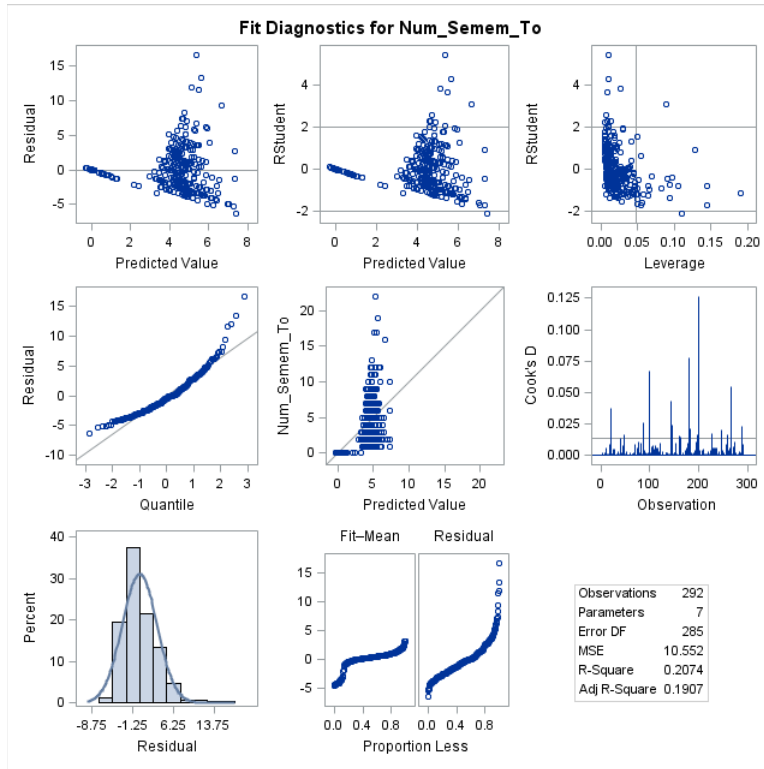 Fit Diagnostics for Num_Semem_To
15
10
5
0
-5
Residual
0 2 4 6 8
Predicted Value
4
2
0
-2
RStudent
0 2 4 6 8
Predicted Value
4
2
0
-2
RStudent
0.00 0.05 0.10 0.15 0.20
Leverage
15
10
5
0
-5
-10
Residual
-3 -2 -1 0 1 2 3
Quantile
20
15
10
5
0
Num_Semem_To
0 5 10 15 20
Predicted Value
0.125
0.100
0.075
0.050
0.025
0.000
Cook's D
0 100 200 300
Observation
40
30
20
10
0
Percent
-8.75 -1.25 6.25 13.75
Residual
Fit–Mean Residual
15
10
5
0
-5
0.0 0.4 0.8 0.0 0.4 0.8
Proportion Less
Observations 292
Parameters 7
Error DF 285
MSE 10.552
R-Square 0.2074
Adj R-Square 0.1907